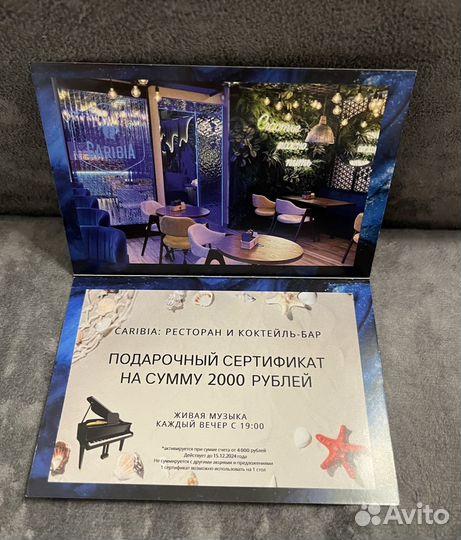 CARIBIA
Счастье
CARIBIA: РЕСТОРАН И КОКТЕЙЛЬ-БАР
ПОДАРОЧНЫЙ СЕРТИФИКАТ
НА СУММУ 2000 РУБЛЕЙ
ЖИВАЯ МУЗЫКА
КАЖДЫЙ ВЕЧЕР С 19:00
*активируется при сумме счета от 4000 рублей
Действует до 15.12.2024 года
Не суммируется с другими акциями и предложениями
1 сертификат возможно использовать на 1 стол
Avito